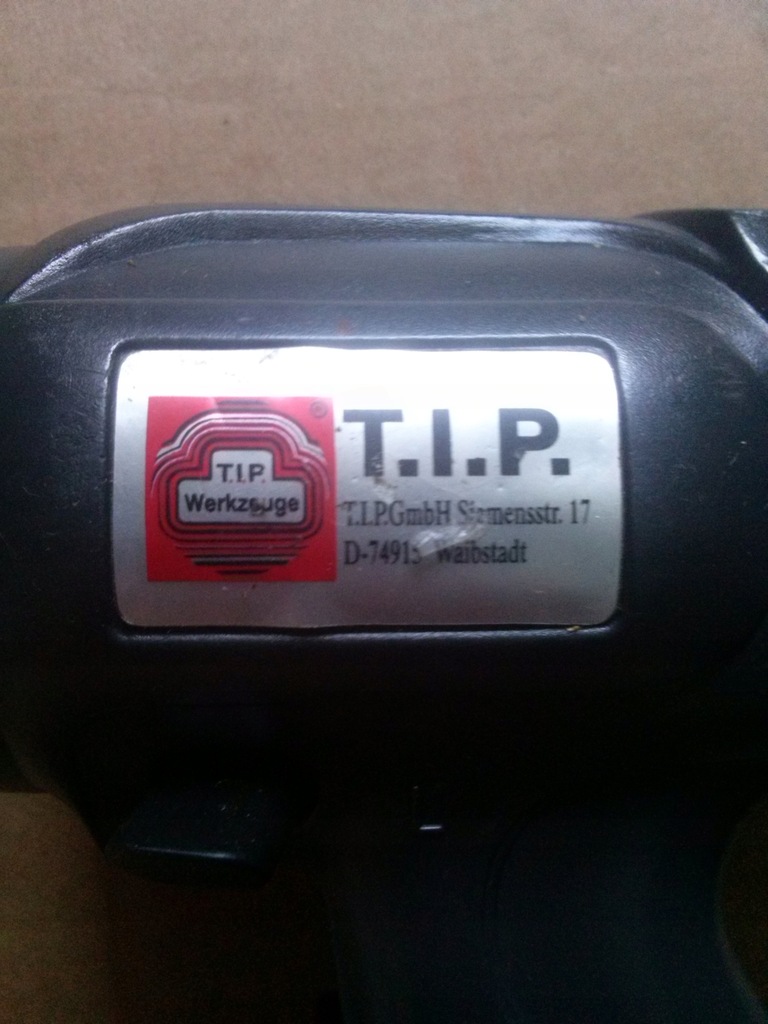 T.I.P.
Werkzeuge
®
T.I.P.
T.I.P.GmbH Siemensstr. 17
D-74915 Waibstadt